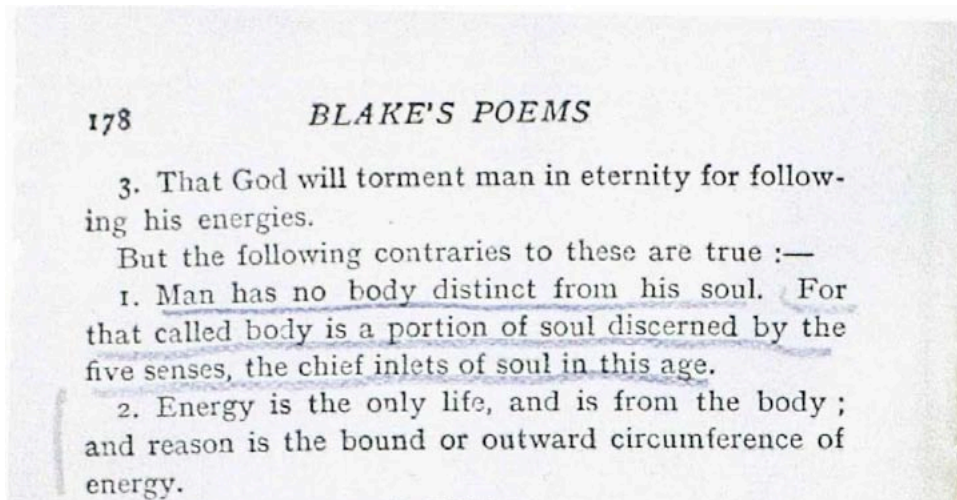 178 BLAKE'S POEMS
3. That God will torment man in eternity for follow-
ing his energies.
But the following contraries to these are true :—
1. Man has no body distinct from his soul. For
that called body is a portion of soul discerned by the
five senses, the chief inlets of soul in this age.
2. Energy is the only life, and is from the body ;
and reason is the bound or outward circumference of
energy.